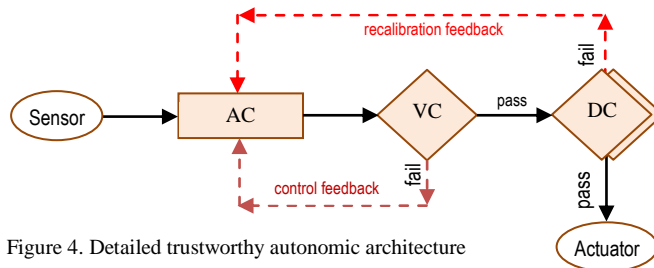 recalibration feedback
fail
Sensor
AC
VC
pass
DC
control feedback
fail
pass
Actuator
Figure 4. Detailed trustworthy autonomic architecture